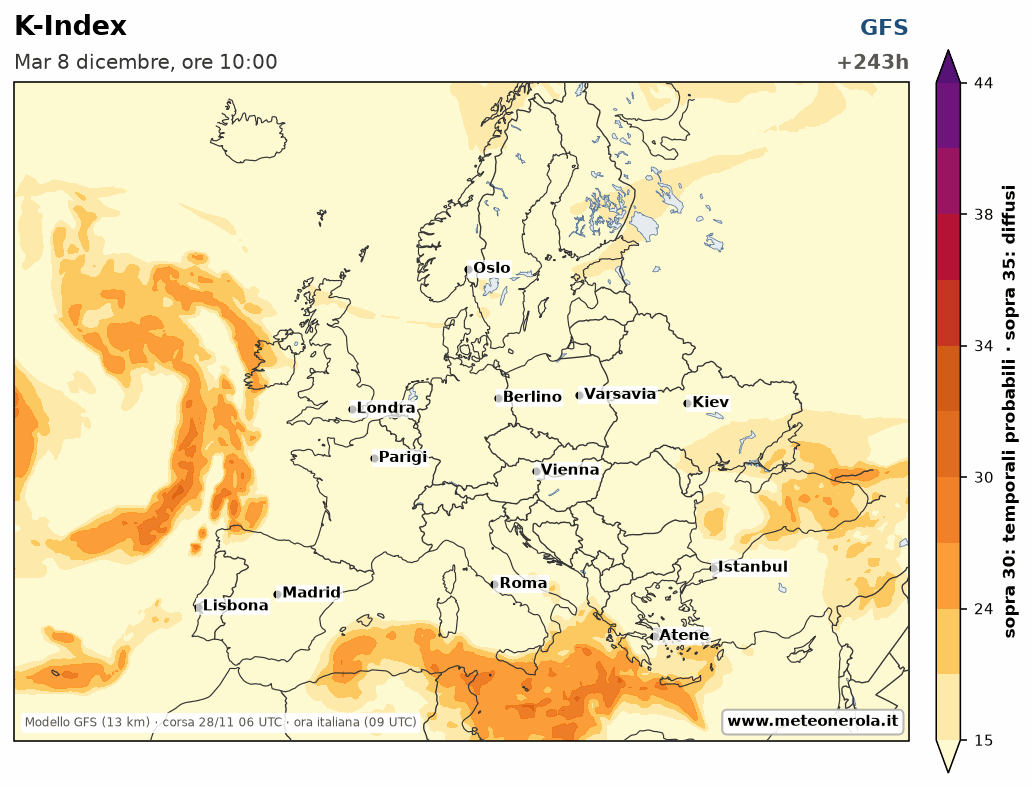 K-Index
GFS
Mar 8 dicembre, ore 10:00
+243h
44
38
34
30
24
15
sopra 30: temporali probabili · sopra 35: diffusi
Oslo
Berlino
Varsavia
Kiev
Londra
Parigi
Vienna
Istanbul
Roma
Madrid
Lisbona
Atene
Modello GFS (13 km) · corsa 28/11 06 UTC · ora italiana (09 UTC)
www.meteonerola.it